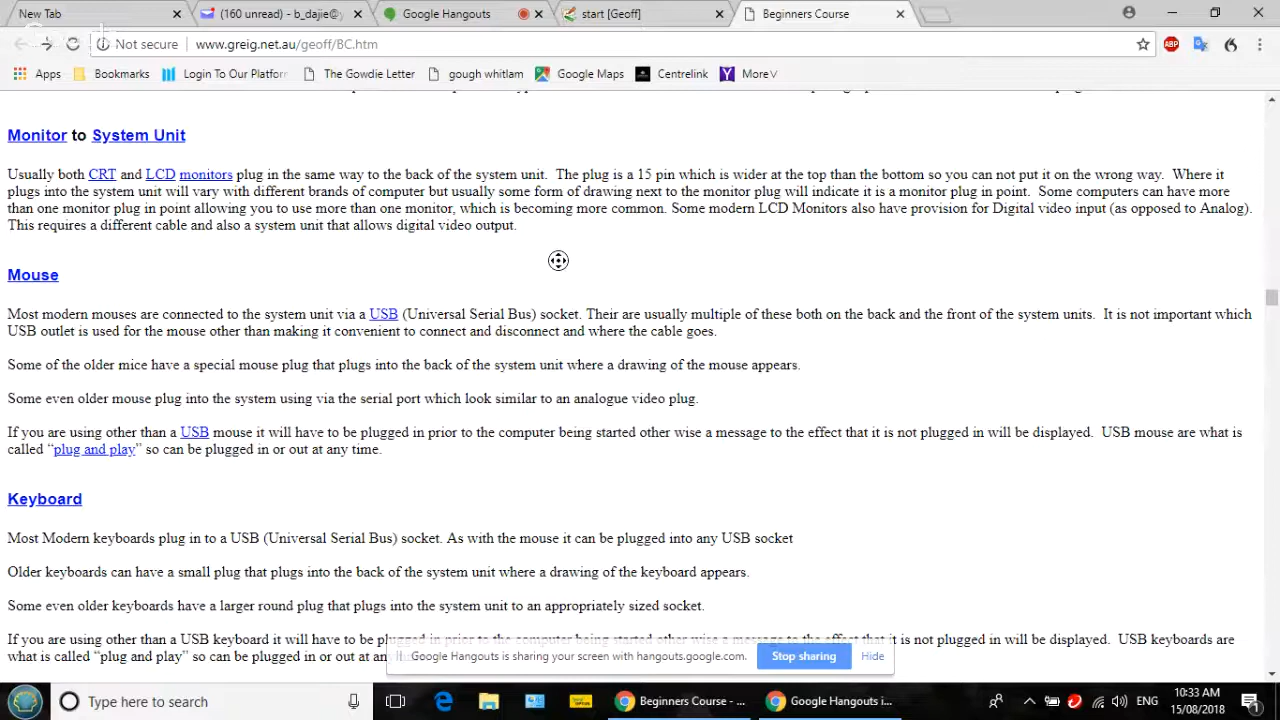 New Tab
(160 unread) - b_dajie@y
Google Hangouts
start [Geoff]
Beginners Course
Not secure
www.greig.net.au/geoff/BC.htm
Apps
Bookmarks
Login To Our Platfor
The Gowdie Letter
gough whitlam
Google Maps
Centrelink
More
Monitor to System Unit
Usually both CRT and LCD monitors plug in the same way to the back of the system unit. The plug is a 15 pin which is wider at the top than the bottom so you can not put it on the wrong way. Where it
plugs into the system unit will vary with different brands of computer but usually some form of drawing next to the monitor plug will indicate it is a monitor plug in point. Some computers can have more
than one monitor plug in point allowing you to use more than one monitor, which is becoming more common. Some modern LCD Monitors also have provision for Digital video input (as opposed to Analog).
This requires a different cable and also a system unit that allows digital video output.
Mouse
Most modern mouses are connected to the system unit via a USB (Universal Serial Bus) socket. Their are usually multiple of these both on the back and the front of the system units. It is not important which
USB outlet is used for the mouse other than making it convenient to connect and disconnect and where the cable goes.
Some of the older mice have a special mouse plug that plugs into the back of the system unit where a drawing of the mouse appears.
Some even older mouse plug into the system using via the serial port which look similar to an analogue video plug.
If you are using other than a USB mouse it will have to be plugged in prior to the computer being started other wise a message to the effect that it is not plugged in will be displayed. USB mouse are what is
called “plug and play” so can be plugged in or out at any time.
Keyboard
Most Modern keyboards plug in to a USB (Universal Serial Bus) socket. As with the mouse it can be plugged into any USB socket
Older keyboards can have a small plug that plugs into the back of the system unit where a drawing of the keyboard appears.
Some even older keyboards have a larger round plug that plugs into the system unit to an appropriately sized socket.
If you are using other than a USB keyboard it will have to be plugged in prior to the computer being started other wise a message to the effect that it is not plugged in will be displayed. USB keyboards are
what is called “plug and play” so can be plugged in or out at an
Google Hangouts is sharing your screen with hangouts.google.com.
Stop sharing
Hide
Type here to search
Beginners Course - ...
Google Hangouts i...
ENG
10:33 AM
15/08/2018